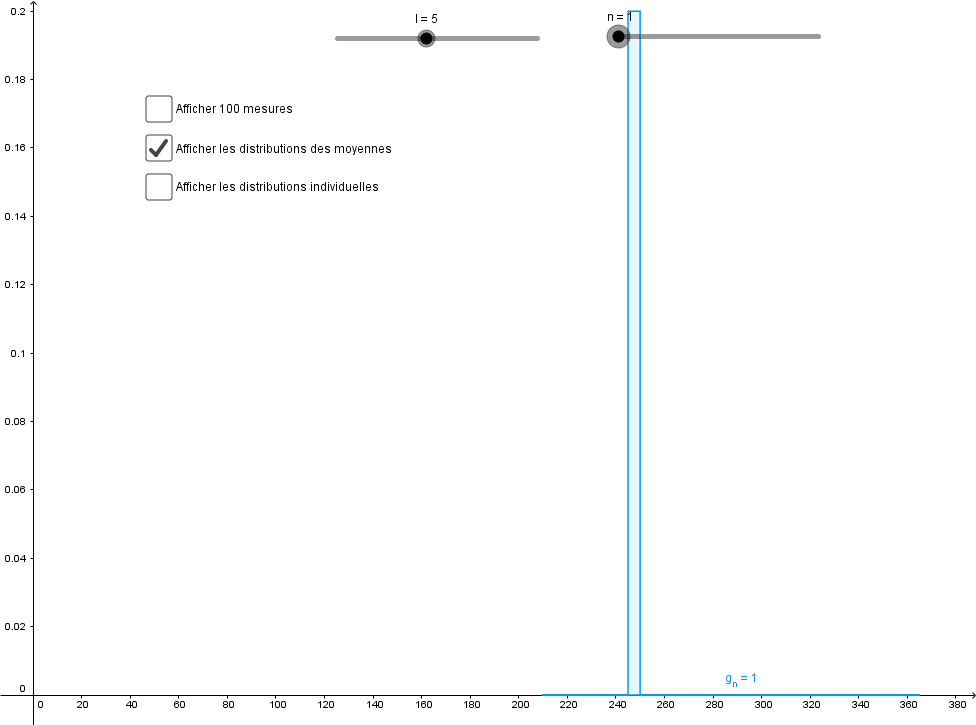 0.2
l = 5
n = 1
0.18
Afficher 100 mesures
0.16
Afficher les distributions des moyennes
Afficher les distributions individuelles
0.14
0.12
0.1
0.08
0.06
0.04
0.02
gn = 1
0
0 20 40 60 80 100 120 140 160 180 200 220 240 260 280 300 320 340 360 380